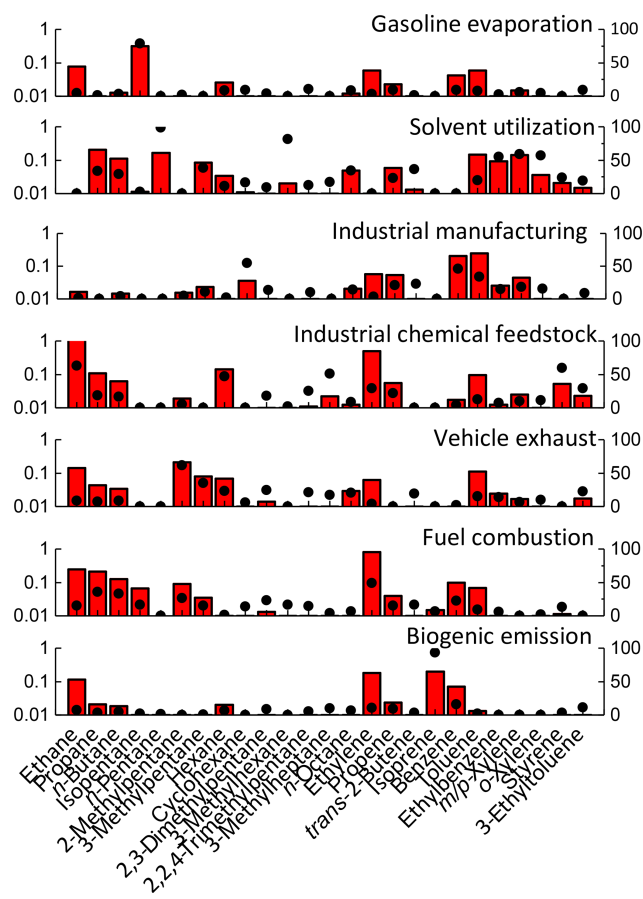 Gasoline evaporation
1 100
0.1 50
0.01 0
Solvent utilization
1 100
0.1 50
0.01 0
Industrial manufacturing
1 100
0.1 50
0.01 0
Industrial chemical feedstock
1 100
0.1 50
0.01 0
Vehicle exhaust
1 100
0.1 50
0.01 0
Fuel combustion
1 100
0.1 50
0.01 0
Biogenic emission
1 100
0.1 50
0.01 0
Ethane
Propane
n-Butane
Isopentane
n-Pentane
2-Methylpentane
3-Methylpentane
Hexane
Cyclohexane
2,3-Dimethylpentane
3-Methylhexane
2,2,4-Trimethylpentane
3-Methylheptane
n-Octane
Ethylene
Propene
trans-2-Butene
Isoprene
Benzene
Toluene
Ethylbenzene
m/p-Xylene
o-Xylene
Styrene
3-Ethyltoluene